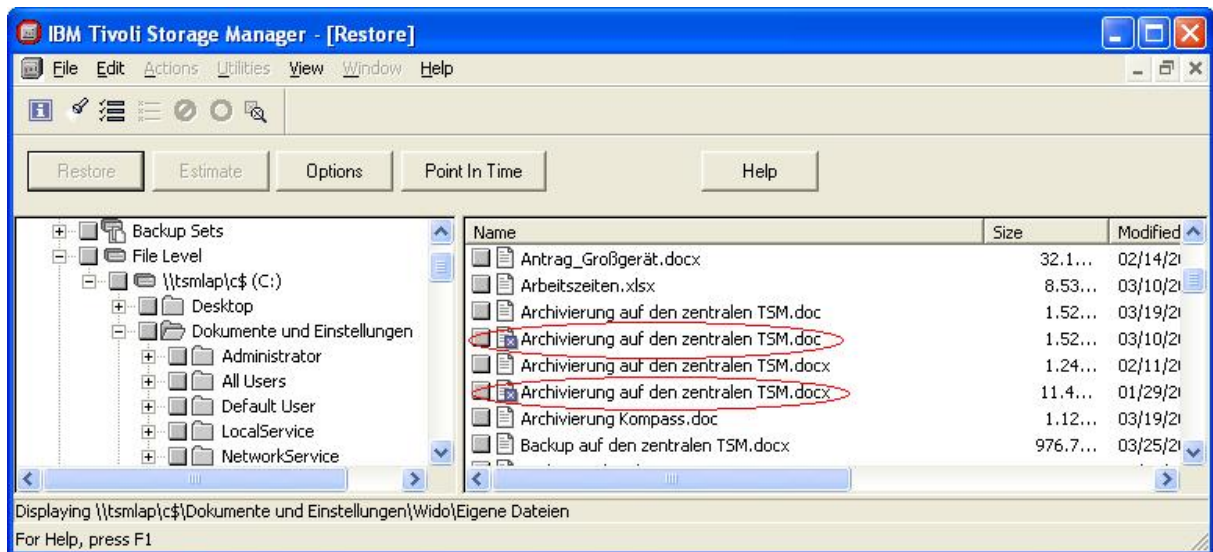 IBM Tivoli Storage Manager - [Restore]
File Edit Actions Utilities View Window Help
Restore Estimate Options Point In Time Help
Backup Sets
File Level
\\tsmlap\c$ (C:)
Desktop
Dokumente und Einstellungen
Administrator
All Users
Default User
LocalService
NetworkService
Name Size Modified
Antrag_Großgerät.docx 32.1... 02/14/2
Arbeitszeiten.xlsx 8.53... 03/10/2
Archivierung auf den zentralen TSM.doc 1.52... 03/19/2
Archivierung auf den zentralen TSM.doc 1.52... 03/10/2
Archivierung auf den zentralen TSM.docx 1.24... 02/11/2
Archivierung auf den zentralen TSM.docx 11.4... 01/29/2
Archivierung Kompass.doc 1.12... 03/19/2
Backup auf den zentralen TSM.docx 976.7... 03/25/2
Displaying \\tsmlap\c$\Dokumente und Einstellungen\Wido\Eigene Dateien
For Help, press F1